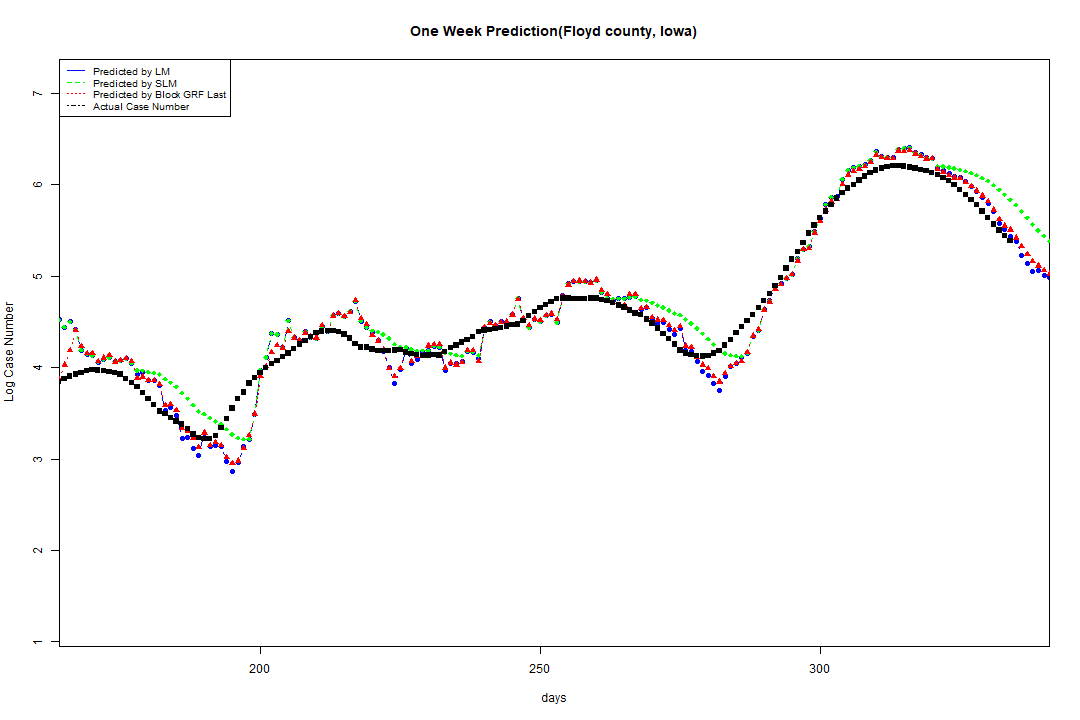 One Week Prediction(Floyd county, Iowa)
Predicted by LM
Predicted by SLM
Predicted by Block GRF Last
Actual Case Number
7
6
5
4
3
2
1
Log Case Number
200
250
300
days